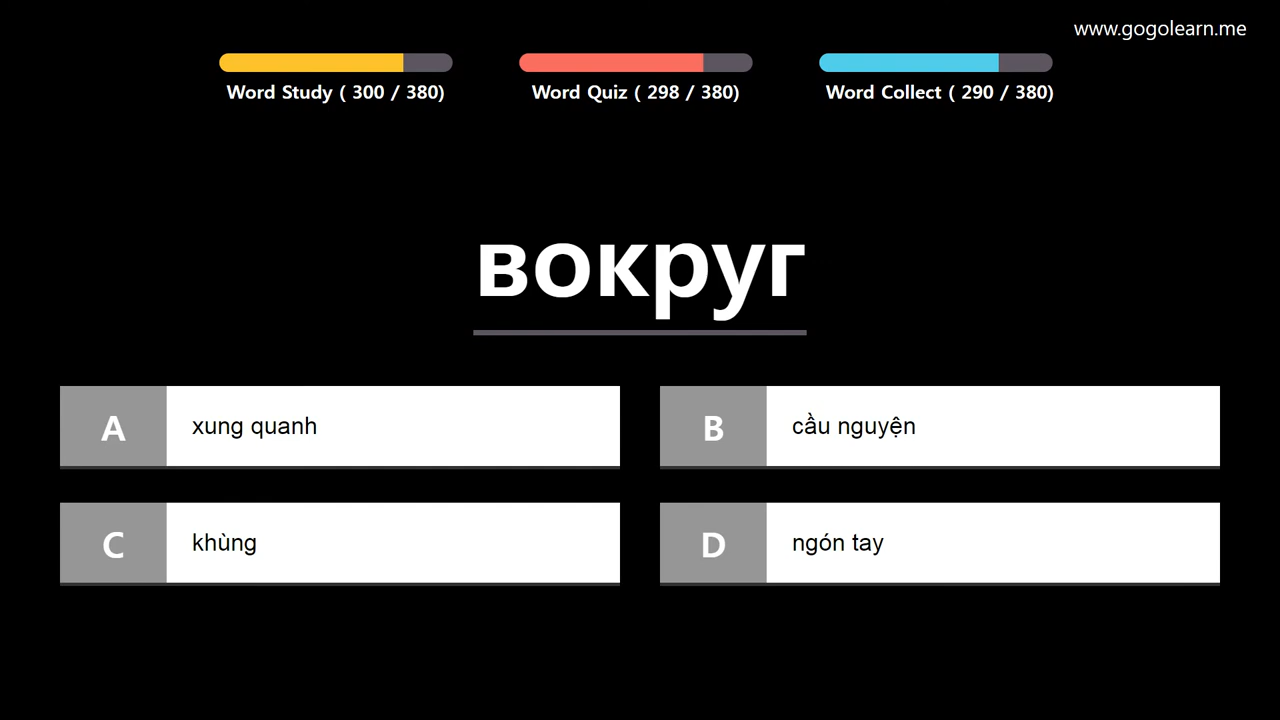 www.gogolearn.me
Word Study ( 300 / 380)
Word Quiz ( 298 / 380)
Word Collect ( 290 / 380)
вокруг
A xung quanh
B cầu nguyện
C khùng
D ngón tay